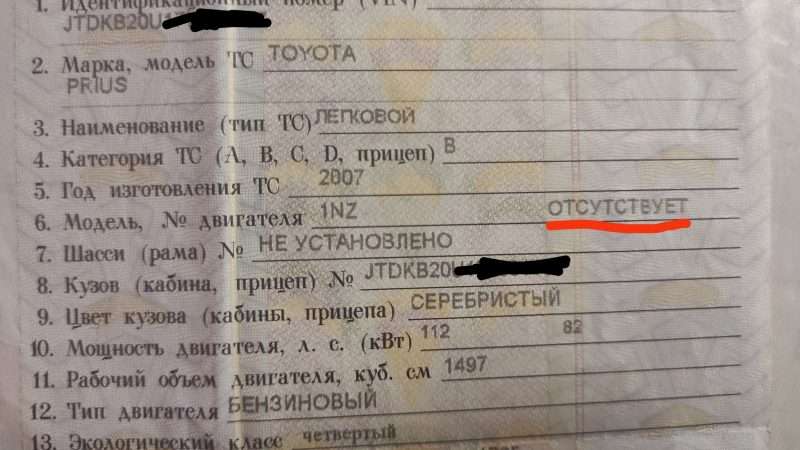 1. Идентификационный номер (VIN)
JTDKB20U
2. Марка, модель ТС TOYOTA
PRIUS
3. Наименование (тип ТС) ЛЕГКОВОЙ
4. Категория ТС (А, В, С, D, прицеп) В
5. Год изготовления ТС 2007
6. Модель, № двигателя 1NZ ОТСУТСТВУЕТ
7. Шасси (рама) № НЕ УСТАНОВЛЕНО
8. Кузов (кабина, прицеп) № JTDKB20U
9. Цвет кузова (кабины, прицепа) СЕРЕБРИСТЫЙ
10. Мощность двигателя, л. с. (кВт) 112 82
11. Рабочий объем двигателя, куб. см 1497
12. Тип двигателя БЕНЗИНОВЫЙ
13. Экологический класс четвертый